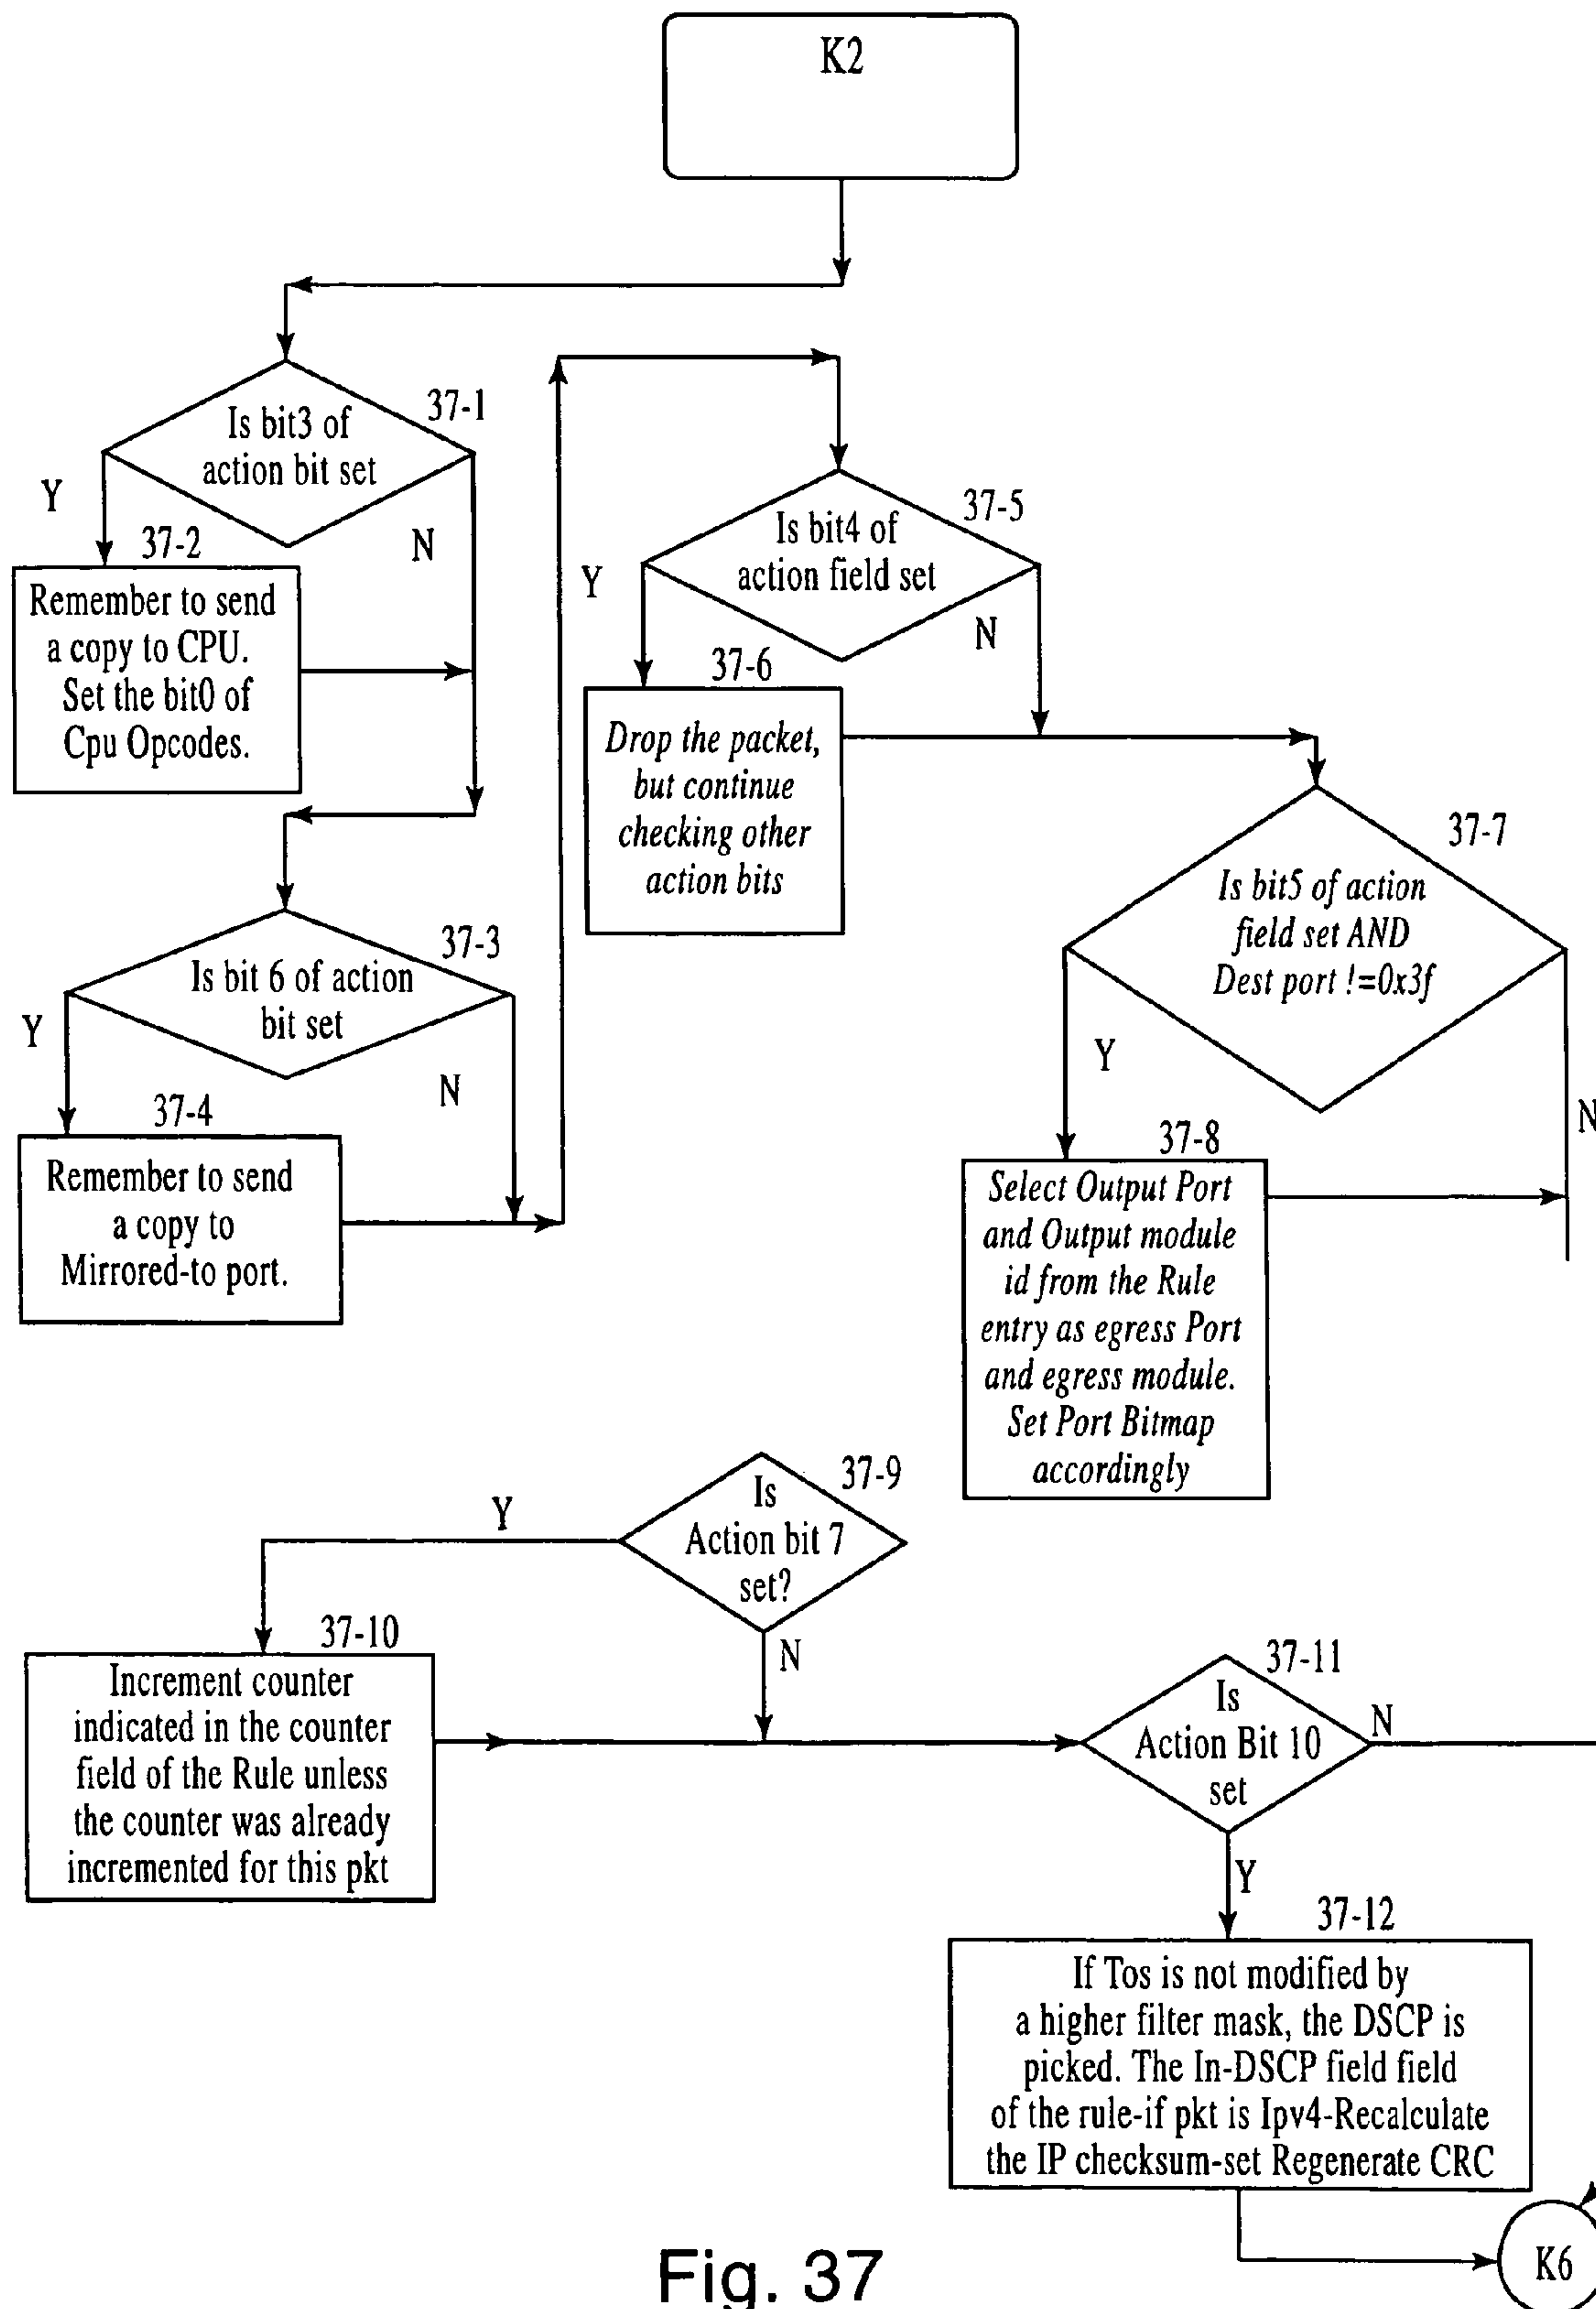 K2
37-1
Is bit3 of
action bit set
Y
N
37-2
Remember to send
a copy to CPU.
Set the bit0 of
Cpu Opcodes.
37-3
Is bit 6 of action
bit set
Y
N
37-4
Remember to send
a copy to
Mirrored-to port.
37-5
Is bit4 of
action field set
Y
N
37-6
Drop the packet,
but continue
checking other
action bits
37-7
Is bit5 of action
field set AND
Dest port !=0x3f
Y
N
37-8
Select Output Port
and Output module
id from the Rule
entry as egress Port
and egress module.
Set Port Bitmap
accordingly
37-9
Is
Action bit 7
set?
Y
N
37-10
Increment counter
indicated in the counter
field of the Rule unless
the counter was already
incremented for this pkt
37-11
Is
Action Bit 10
set
N
Y
37-12
If Tos is not modified by
a higher filter mask, the DSCP is
picked. The In-DSCP field field
of the rule-if pkt is Ipv4-Recalculate
the IP checksum-set Regenerate CRC
K6
Fig. 37